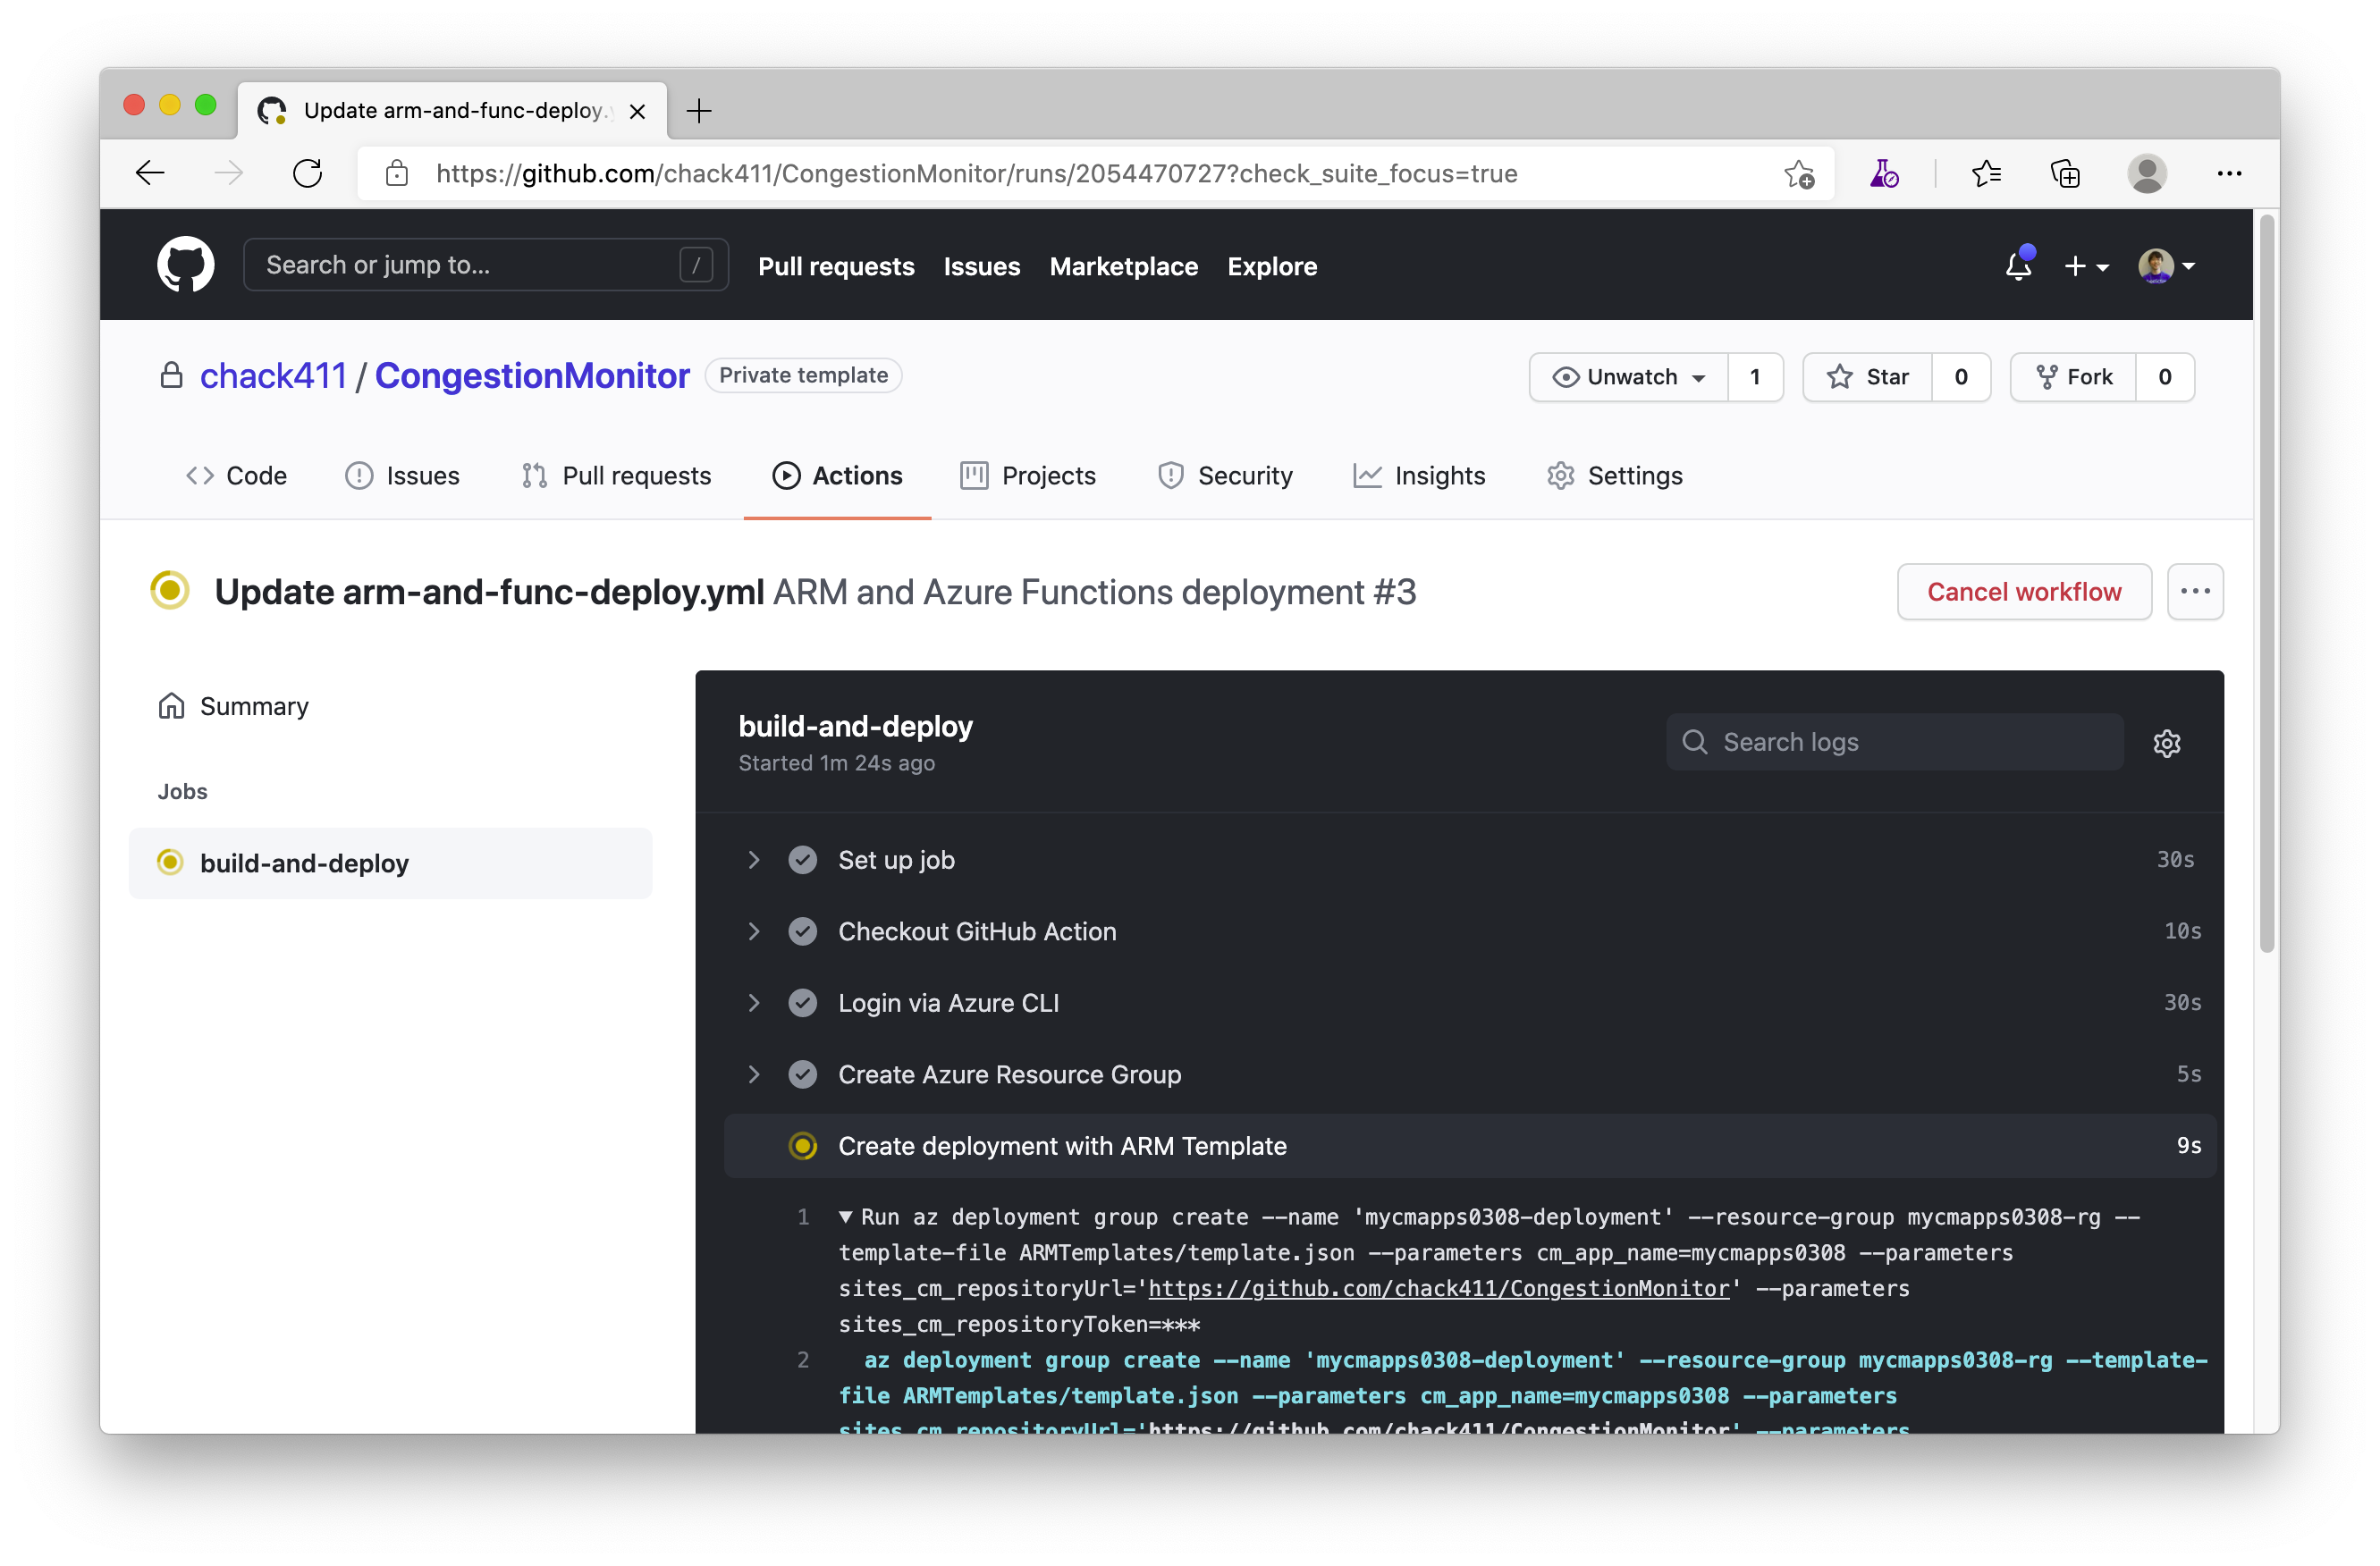 Update arm-and-func-deploy.
https://github.com/chack411/CongestionMonitor/runs/2054470727?check_suite_focus=true
Search or jump to... / Pull requests Issues Marketplace Explore
chack411 / CongestionMonitor Private template Unwatch 1 Star 0 Fork 0
Code Issues Pull requests Actions Projects Security Insights Settings
Update arm-and-func-deploy.yml ARM and Azure Functions deployment #3 Cancel workflow
Summary
Jobs
build-and-deploy
build-and-deploy
Started 1m 24s ago
Search logs
Set up job 30s
Checkout GitHub Action 10s
Login via Azure CLI 30s
Create Azure Resource Group 5s
Create deployment with ARM Template 9s
1 ▼ Run az deployment group create --name 'mycmapps0308-deployment' --resource-group mycmapps0308-rg --
template-file ARMTemplates/template.json --parameters cm_app_name=mycmapps0308 --parameters
sites_cm_repositoryUrl='https://github.com/chack411/CongestionMonitor' --parameters
sites_cm_repositoryToken=***
2 az deployment group create --name 'mycmapps0308-deployment' --resource-group mycmapps0308-rg --template-
file ARMTemplates/template.json --parameters cm_app_name=mycmapps0308 --parameters
sites_cm_repositoryUrl='https://github.com/chack411/CongestionMonitor' --parameters